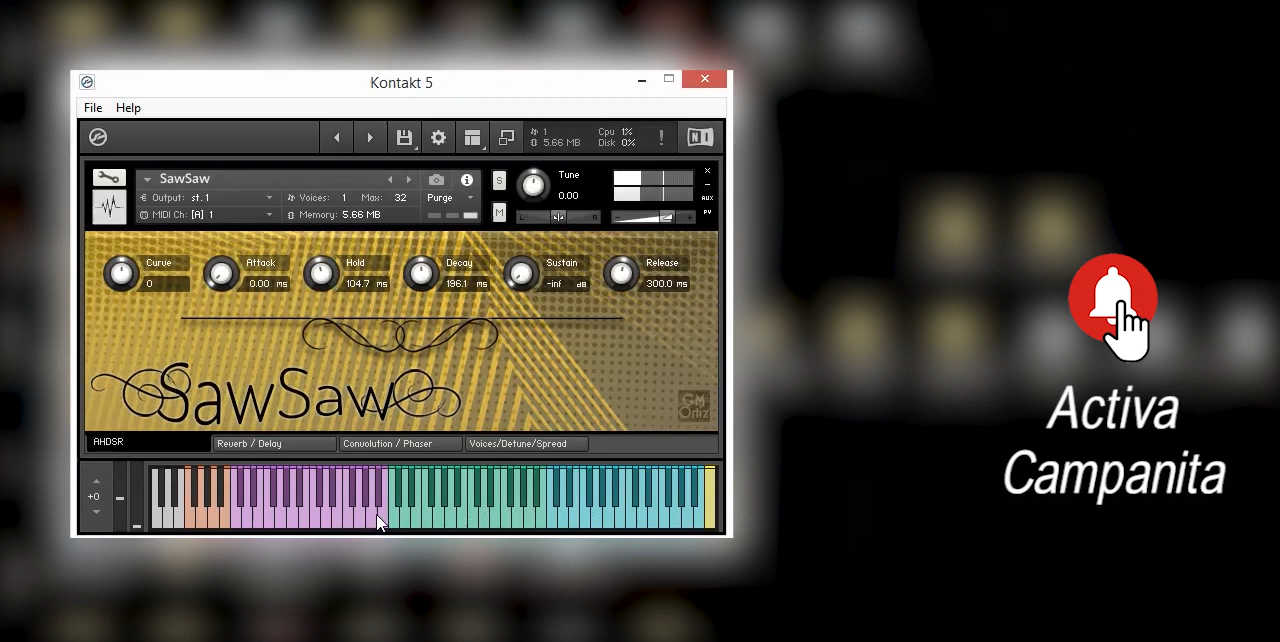 Kontakt 5
File Help
1
5.66 MB
Cpu 1%
Disk 0%
!
NI
SawSaw
Output: st.1
Voices: 1 Max: 32
Purge
MIDI Ch: [A] 1
Memory: 5.66 MB
S
M
Tune
0.00
L R
AUX
PV
Curve
0
Attack
0.00 ms
Hold
104.7 ms
Decay
196.1 ms
Sustain
-inf dB
Release
300.0 ms
SawSaw
GM
Ortiz
AHDSR
Reverb / Delay
Convolution / Phaser
Voices/Detune/Spread
+0
Activa
Campanita